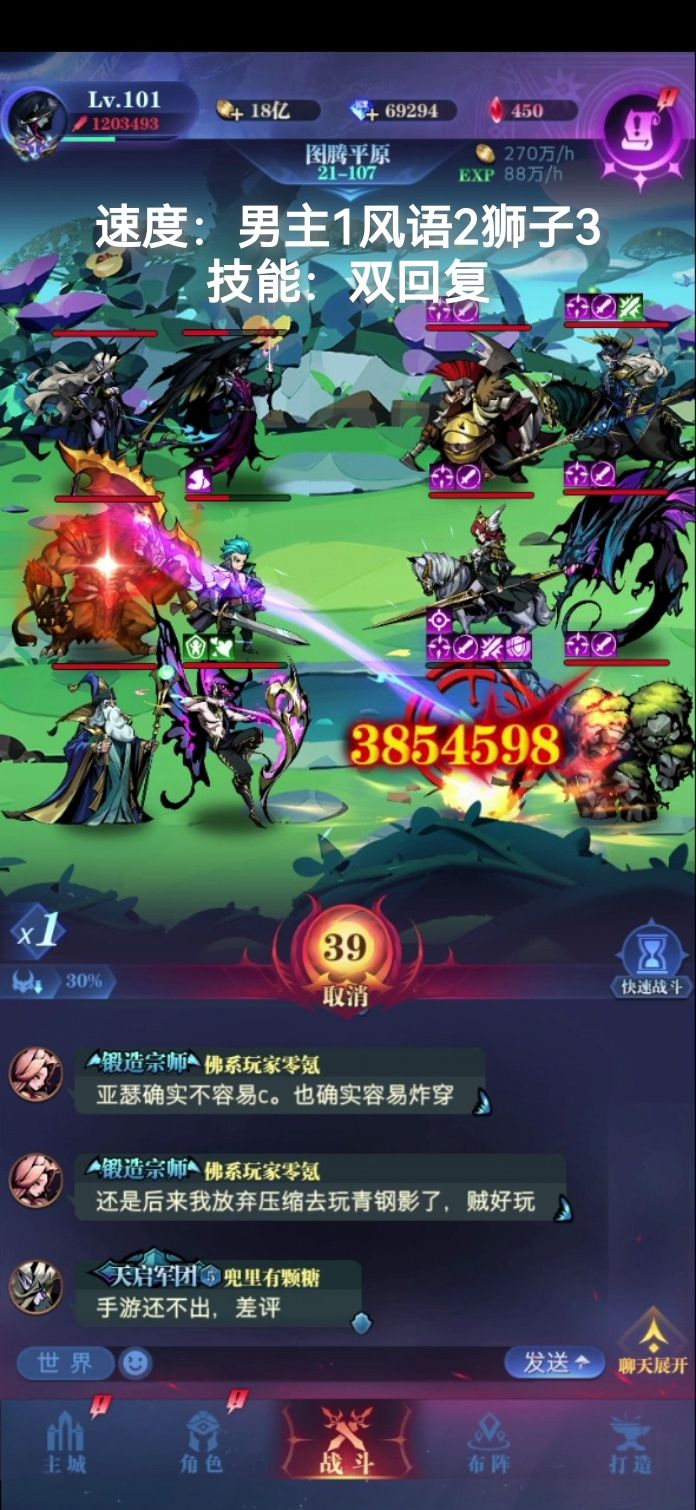 Lv.101
1203493
18亿
69294
450
图腾平原
21-107
270万/h
EXP 88万/h
速度：男主1风语2狮子3
技能：双回复
3854598
x1
39
取消
30%
快速战斗
锻造宗师 佛系玩家零氪
亚瑟确实不容易c。也确实容易炸穿
锻造宗师 佛系玩家零氪
还是后来我放弃压缩去玩青钢影了，贼好玩
天启军团 5 兜里有颗糖
手游还不出，差评
世界
发送
聊天展开
主城
角色
战斗
布阵
打造